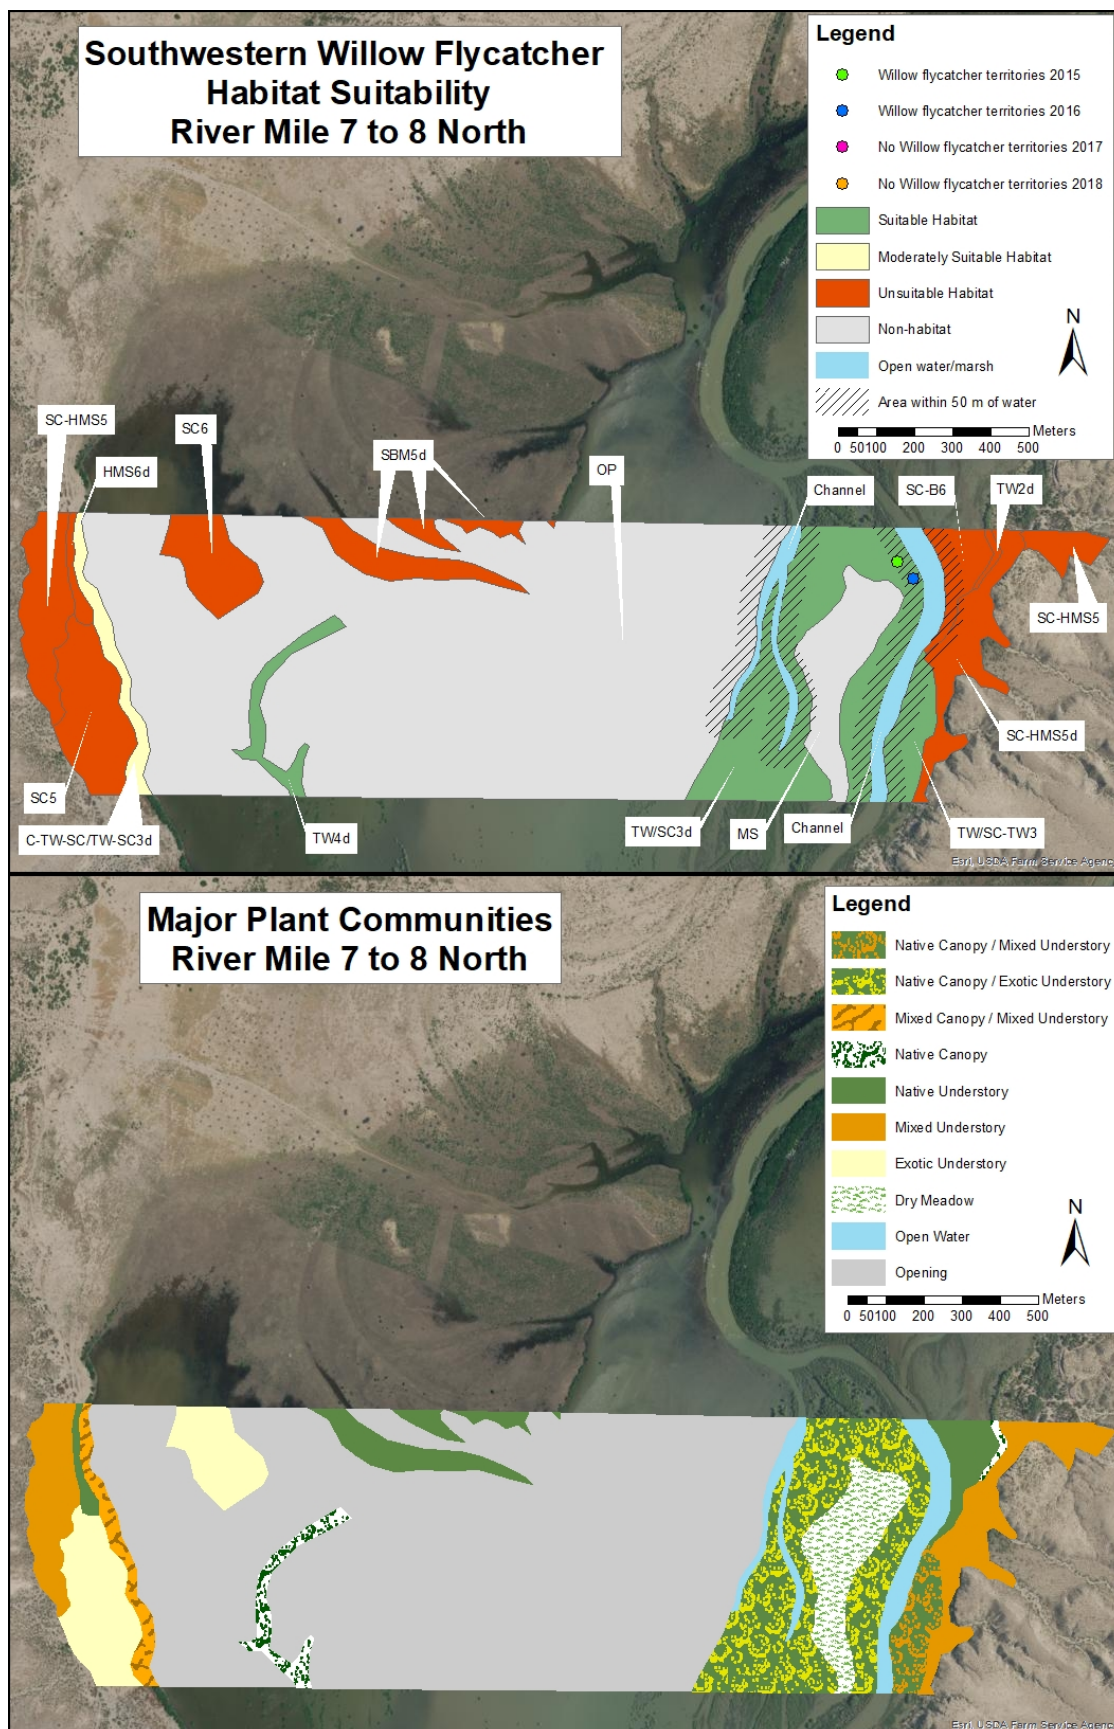 Southwestern Willow Flycatcher
Habitat Suitability
River Mile 7 to 8 North
Legend
Willow flycatcher territories 2015
Willow flycatcher territories 2016
No Willow flycatcher territories 2017
No Willow flycatcher territories 2018
Suitable Habitat
Moderately Suitable Habitat
Unsuitable Habitat
Non-habitat
Open water/marsh
Area within 50 m of water
N
Meters
0 50100 200 300 400 500
SC-HMS5
HMS6d
SC6
SBM5d
OP
Channel
SC-B6
TW2d
SC-HMS5
SC-HMS5d
SC5
C-TW-SC/TW-SC3d
TW4d
TW/SC3d
MS
Channel
TW/SC-TW3
Esri, USDA Farm Service Agenc
Major Plant Communities
River Mile 7 to 8 North
Legend
Native Canopy / Mixed Understory
Native Canopy / Exotic Understory
Mixed Canopy / Mixed Understory
Native Canopy
Native Understory
Mixed Understory
Exotic Understory
Dry Meadow
Open Water
Opening
N
Meters
0 50100 200 300 400 500
Esri, USDA Farm Service Agenc